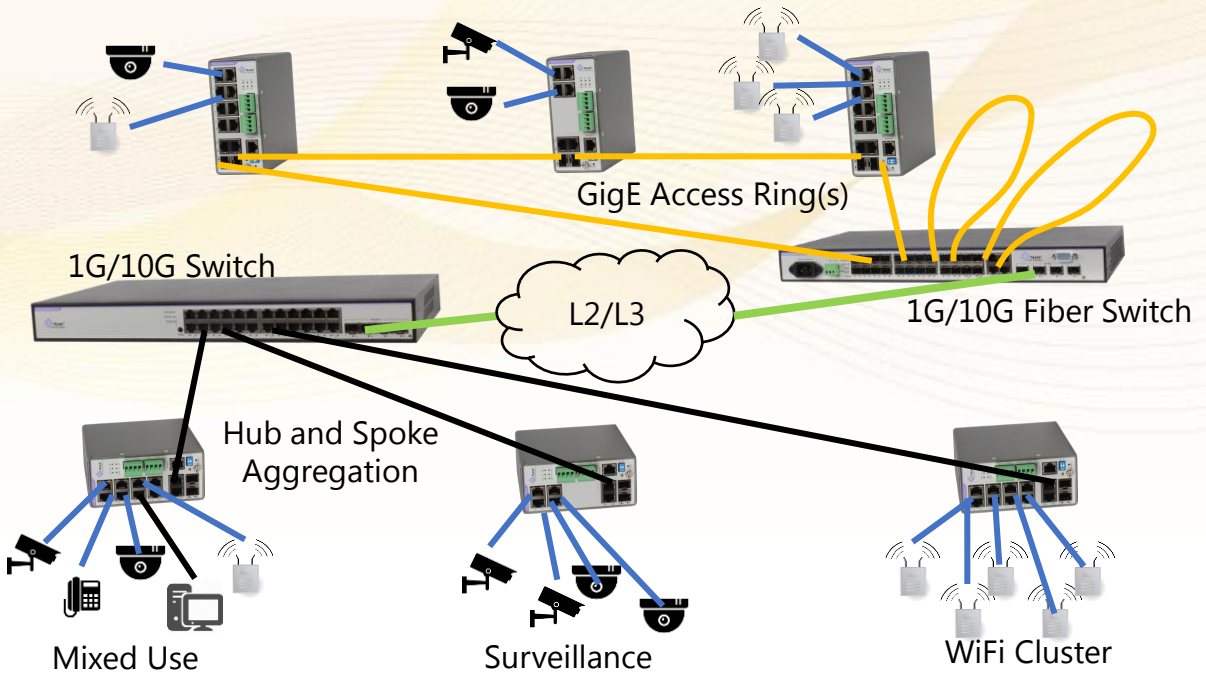 GigE Access Ring(s)
1G/10G Switch
L2/L3
1G/10G Fiber Switch
Hub and Spoke
Aggregation
Mixed Use
Surveillance
WiFi Cluster